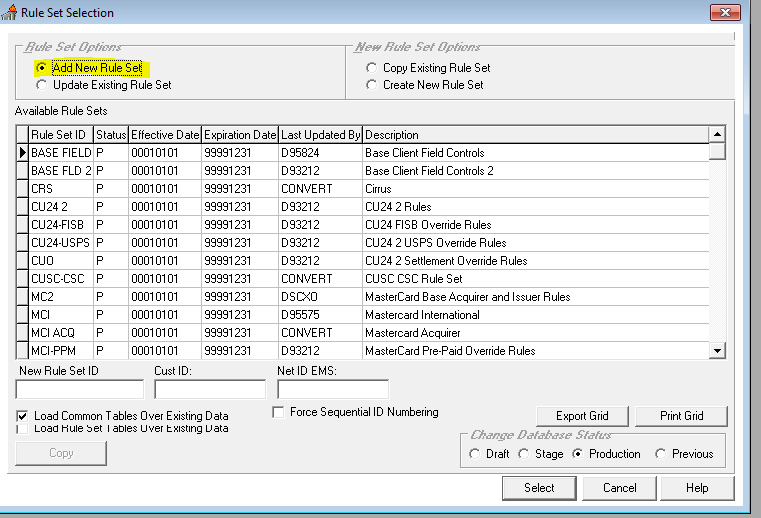 Rule Set Selection
Rule Set Options
New Rule Set Options
Add New Rule Set
Copy Existing Rule Set
Update Existing Rule Set
Create New Rule Set
Available Rule Sets
Rule Set ID Status Effective Date Expiration Date Last Updated By Description
BASE FIELD P 00010101 99991231 D95824 Base Client Field Controls
BASE FLD 2 P 00010101 99991231 D93212 Base Client Field Controls 2
CRS P 00010101 99991231 CONVERT Cirrus
CU24 2 P 00010101 99991231 D93212 CU24 2 Rules
CU24-FISB P 00010101 99991231 D93212 CU24 FISB Override Rules
CU24-USPS P 00010101 99991231 D93212 CU24 2 USPS Override Rules
CUO P 00010101 99991231 D93212 CU24 2 Settlement Override Rules
CUSC-CSC P 00010101 99991231 CONVERT CUSC CSC Rule Set
MC2 P 00010101 99991231 DSCXO MasterCard Base Acquirer and Issuer Rules
MCI P 00010101 99991231 D95575 Mastercard International
MCI ACQ P 00010101 99991231 CONVERT Mastercard Acquirer
MCI-PPM P 00010101 99991231 D93212 MasterCard Pre-Paid Override Rules
New Rule Set ID Cust ID: Net ID EMS:
Load Common Tables Over Existing Data
Force Sequential ID Numbering
Export Grid Print Grid
Load Rule Set Tables Over Existing Data
Change Database Status
Copy
Draft Stage Production Previous
Select Cancel Help